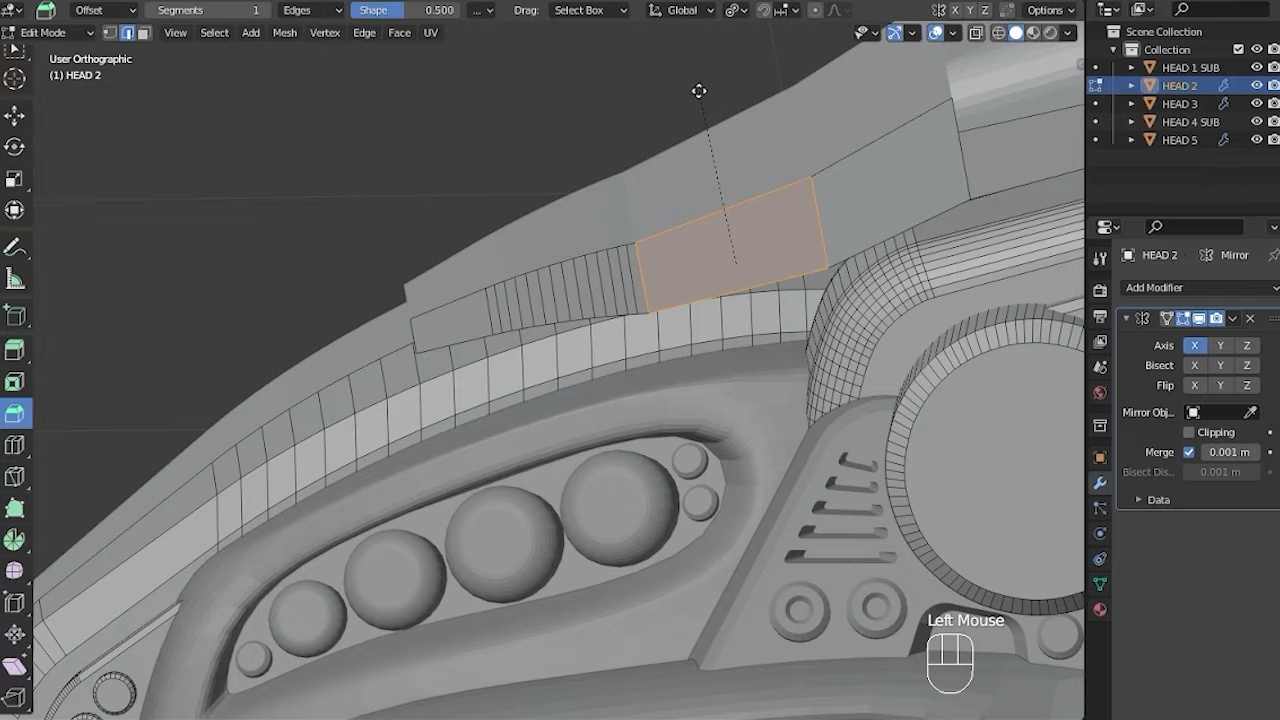 Offset Segments 1 Edges Shape 0.500 ... Drag: Select Box Global X Y Z Options
Edit Mode View Select Add Mesh Vertex Edge Face UV
User Orthographic
(1) HEAD 2
Scene Collection
Collection
HEAD 1 SUB
HEAD 2
HEAD 3
HEAD 4 SUB
HEAD 5
HEAD 2 Mirror
Add Modifier
Axis X Y Z
Bisect X Y Z
Flip X Y Z
Mirror Obj...
Clipping
Merge 0.001 m
Bisect Dis... 0.001 m
Data
Left Mouse